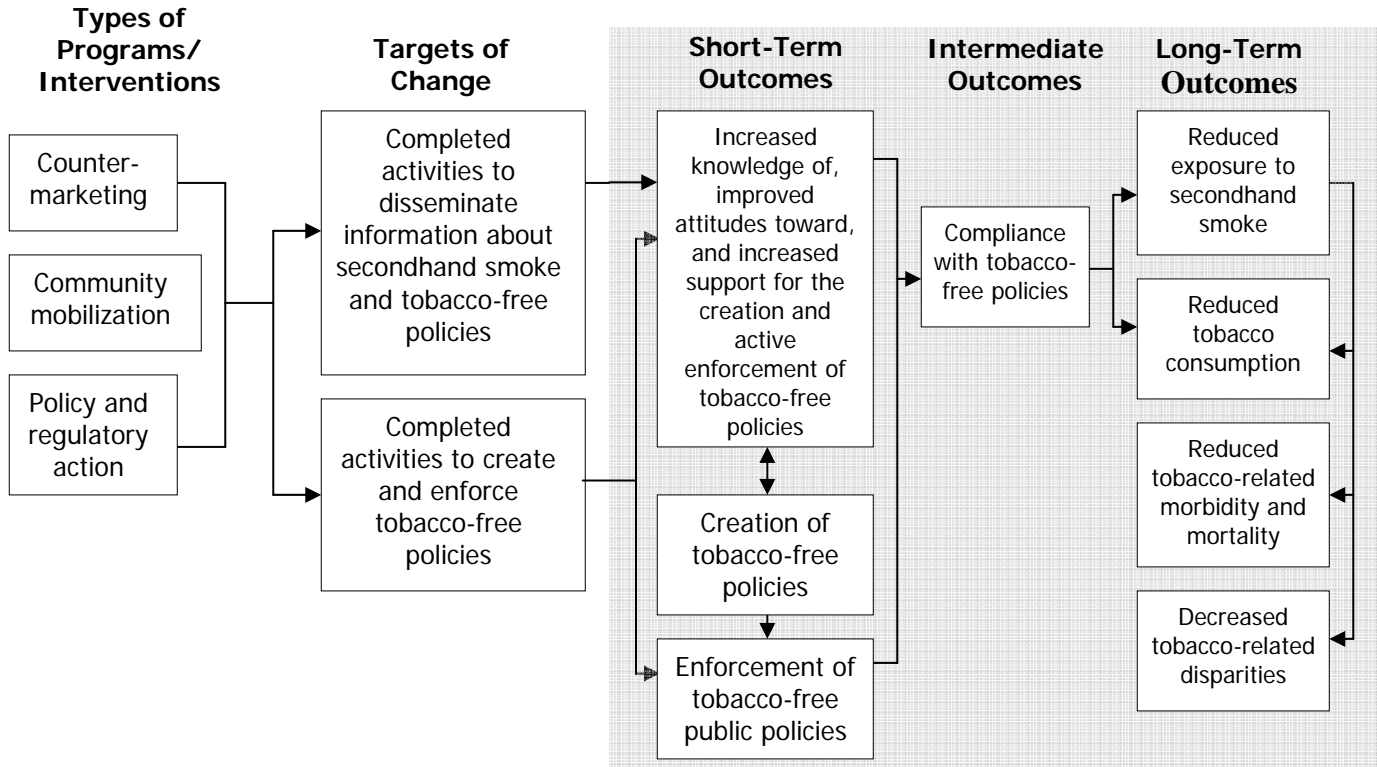 Types of
Programs/
Interventions
Targets of
Change
Short-Term
Outcomes
Intermediate
Outcomes
Long-Term
Outcomes
Counter-
marketing
Community
mobilization
Policy and
regulatory
action
Completed
activities to
disseminate
information about
secondhand smoke
and tobacco-free
policies
Completed
activities to create
and enforce
tobacco-free
policies
Increased
knowledge of,
improved
attitudes toward,
and increased
support for the
creation and
active
enforcement of
tobacco-free
policies
Creation of
tobacco-free
policies
Enforcement of
tobacco-free
public policies
Compliance
with tobacco-
free policies
Reduced
exposure to
secondhand
smoke
Reduced
tobacco
consumption
Reduced
tobacco-related
morbidity and
mortality
Decreased
tobacco-related
disparities